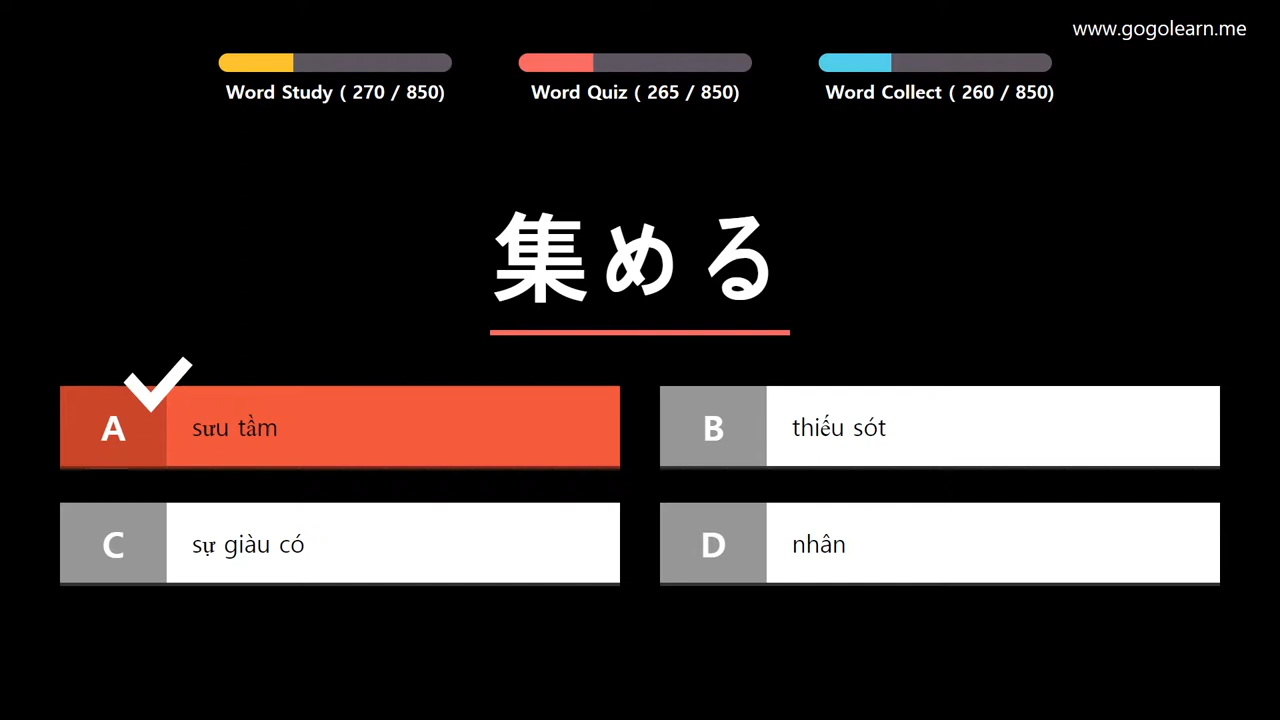 www.gogolearn.me
Word Study ( 270 / 850)
Word Quiz ( 265 / 850)
Word Collect ( 260 / 850)
集める
A sưu tầm
B thiếu sót
C sự giàu có
D nhân